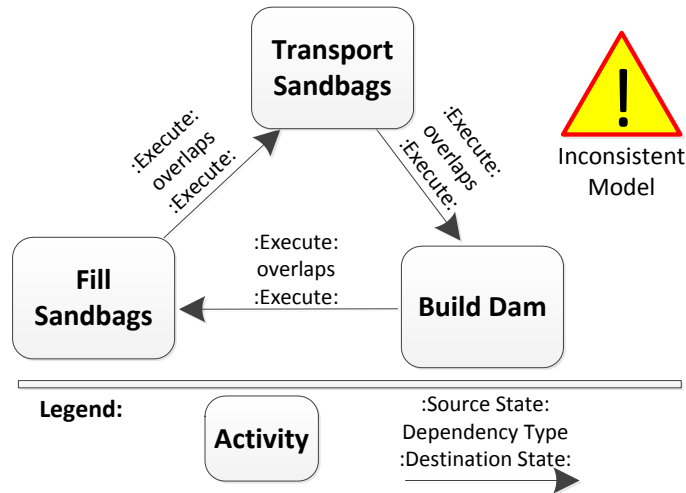 Transport
Sandbags
:Execute:
overlaps
:Execute:
:Execute:
overlaps
:Execute:
!
Inconsistent
Model
Fill
Sandbags
:Execute:
overlaps
:Execute:
Build Dam
Legend:
Activity
:Source State:
Dependency Type
:Destination State: